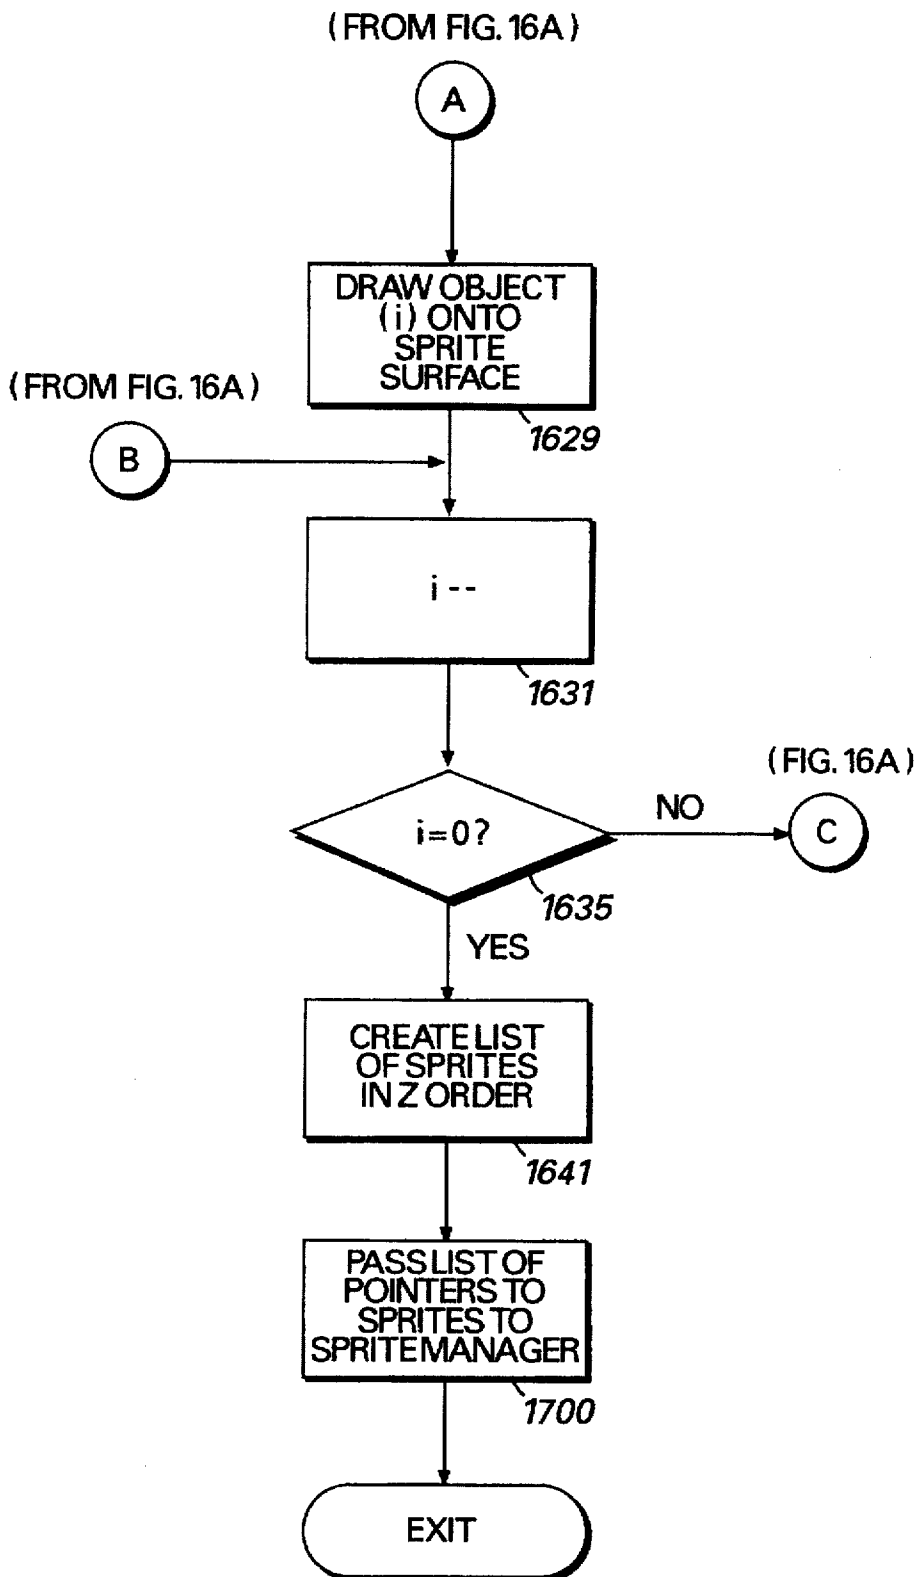 (FROM FIG. 16A)
A
DRAW OBJECT
(i) ONTO
SPRITE
SURFACE
1629
(FROM FIG. 16A)
B
i --
1631
i=0?
1635
NO
(FIG. 16A)
C
YES
CREATE LIST
OF SPRITES
IN Z ORDER
1641
PASS LIST OF
POINTERS TO
SPRITES TO
SPRITE MANAGER
1700
EXIT